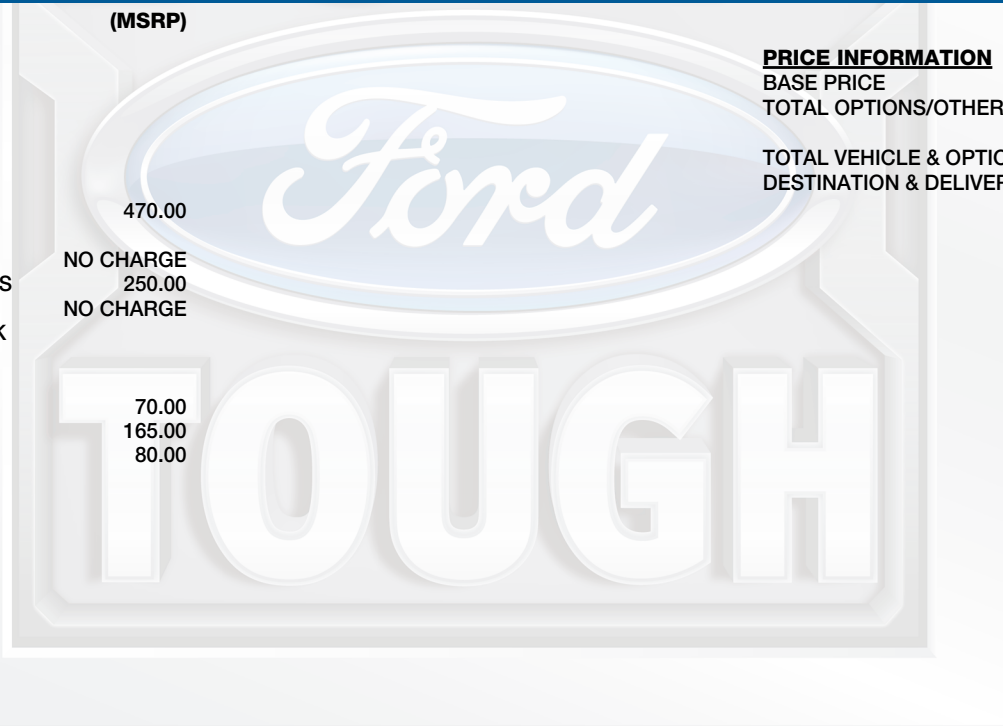 (MSRP)
470.00
NO CHARGE
S 250.00
NO CHARGE
K
70.00
165.00
80.00
PRICE INFORMATION
BASE PRICE
TOTAL OPTIONS/OTHER
TOTAL VEHICLE & OPTIO
DESTINATION & DELIVER
Ford
TOUGH